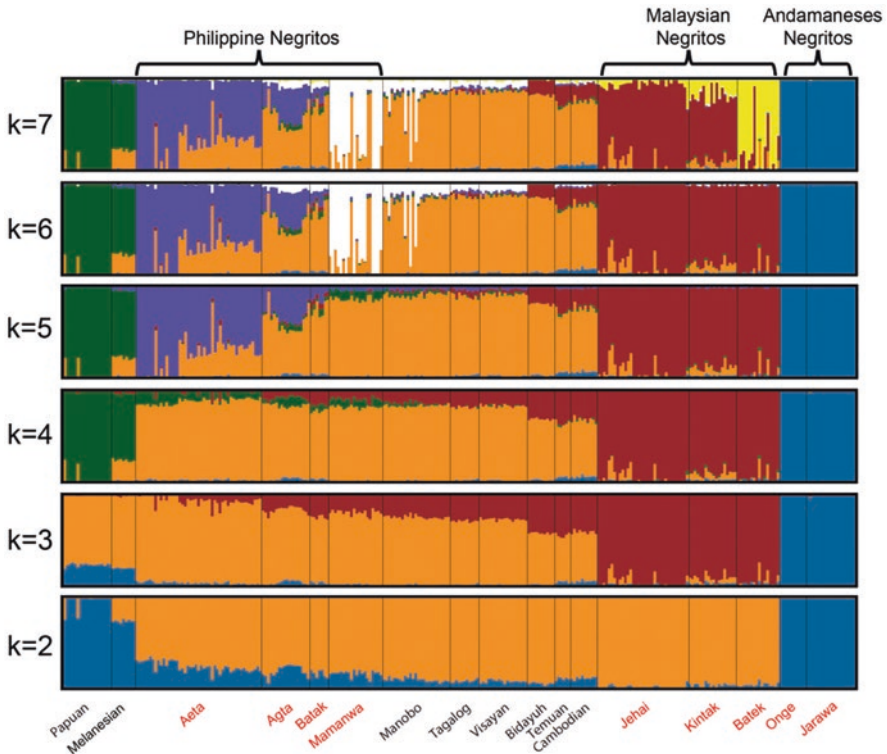 Philippine Negritos
Malaysian
Negritos
Andamaneses
Negritos
k=7
k=6
k=5
k=4
k=3
k=2
Papuan
Melanesian
Aeta
Agta
Batak
Mamanwa
Manobo
Tagalog
Visayan
Bidayuh
Temuan
Cambodian
Jehai
Kintak
Batek
Onge
Jarawa